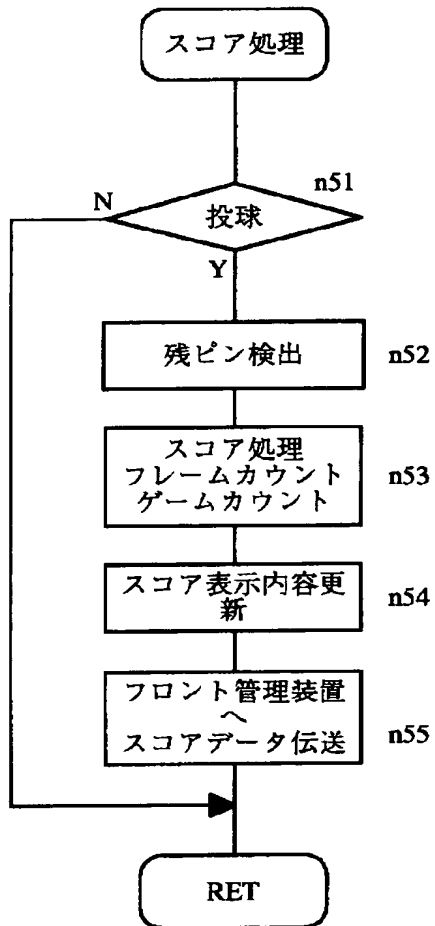 スコア処理
n51
N
投球
Y
残ピン検出
n52
スコア処理
フレームカウント
ゲームカウント
n53
スコア表示内容更
新
n54
フロント管理装置
へ
スコアデータ伝送
n55
RET